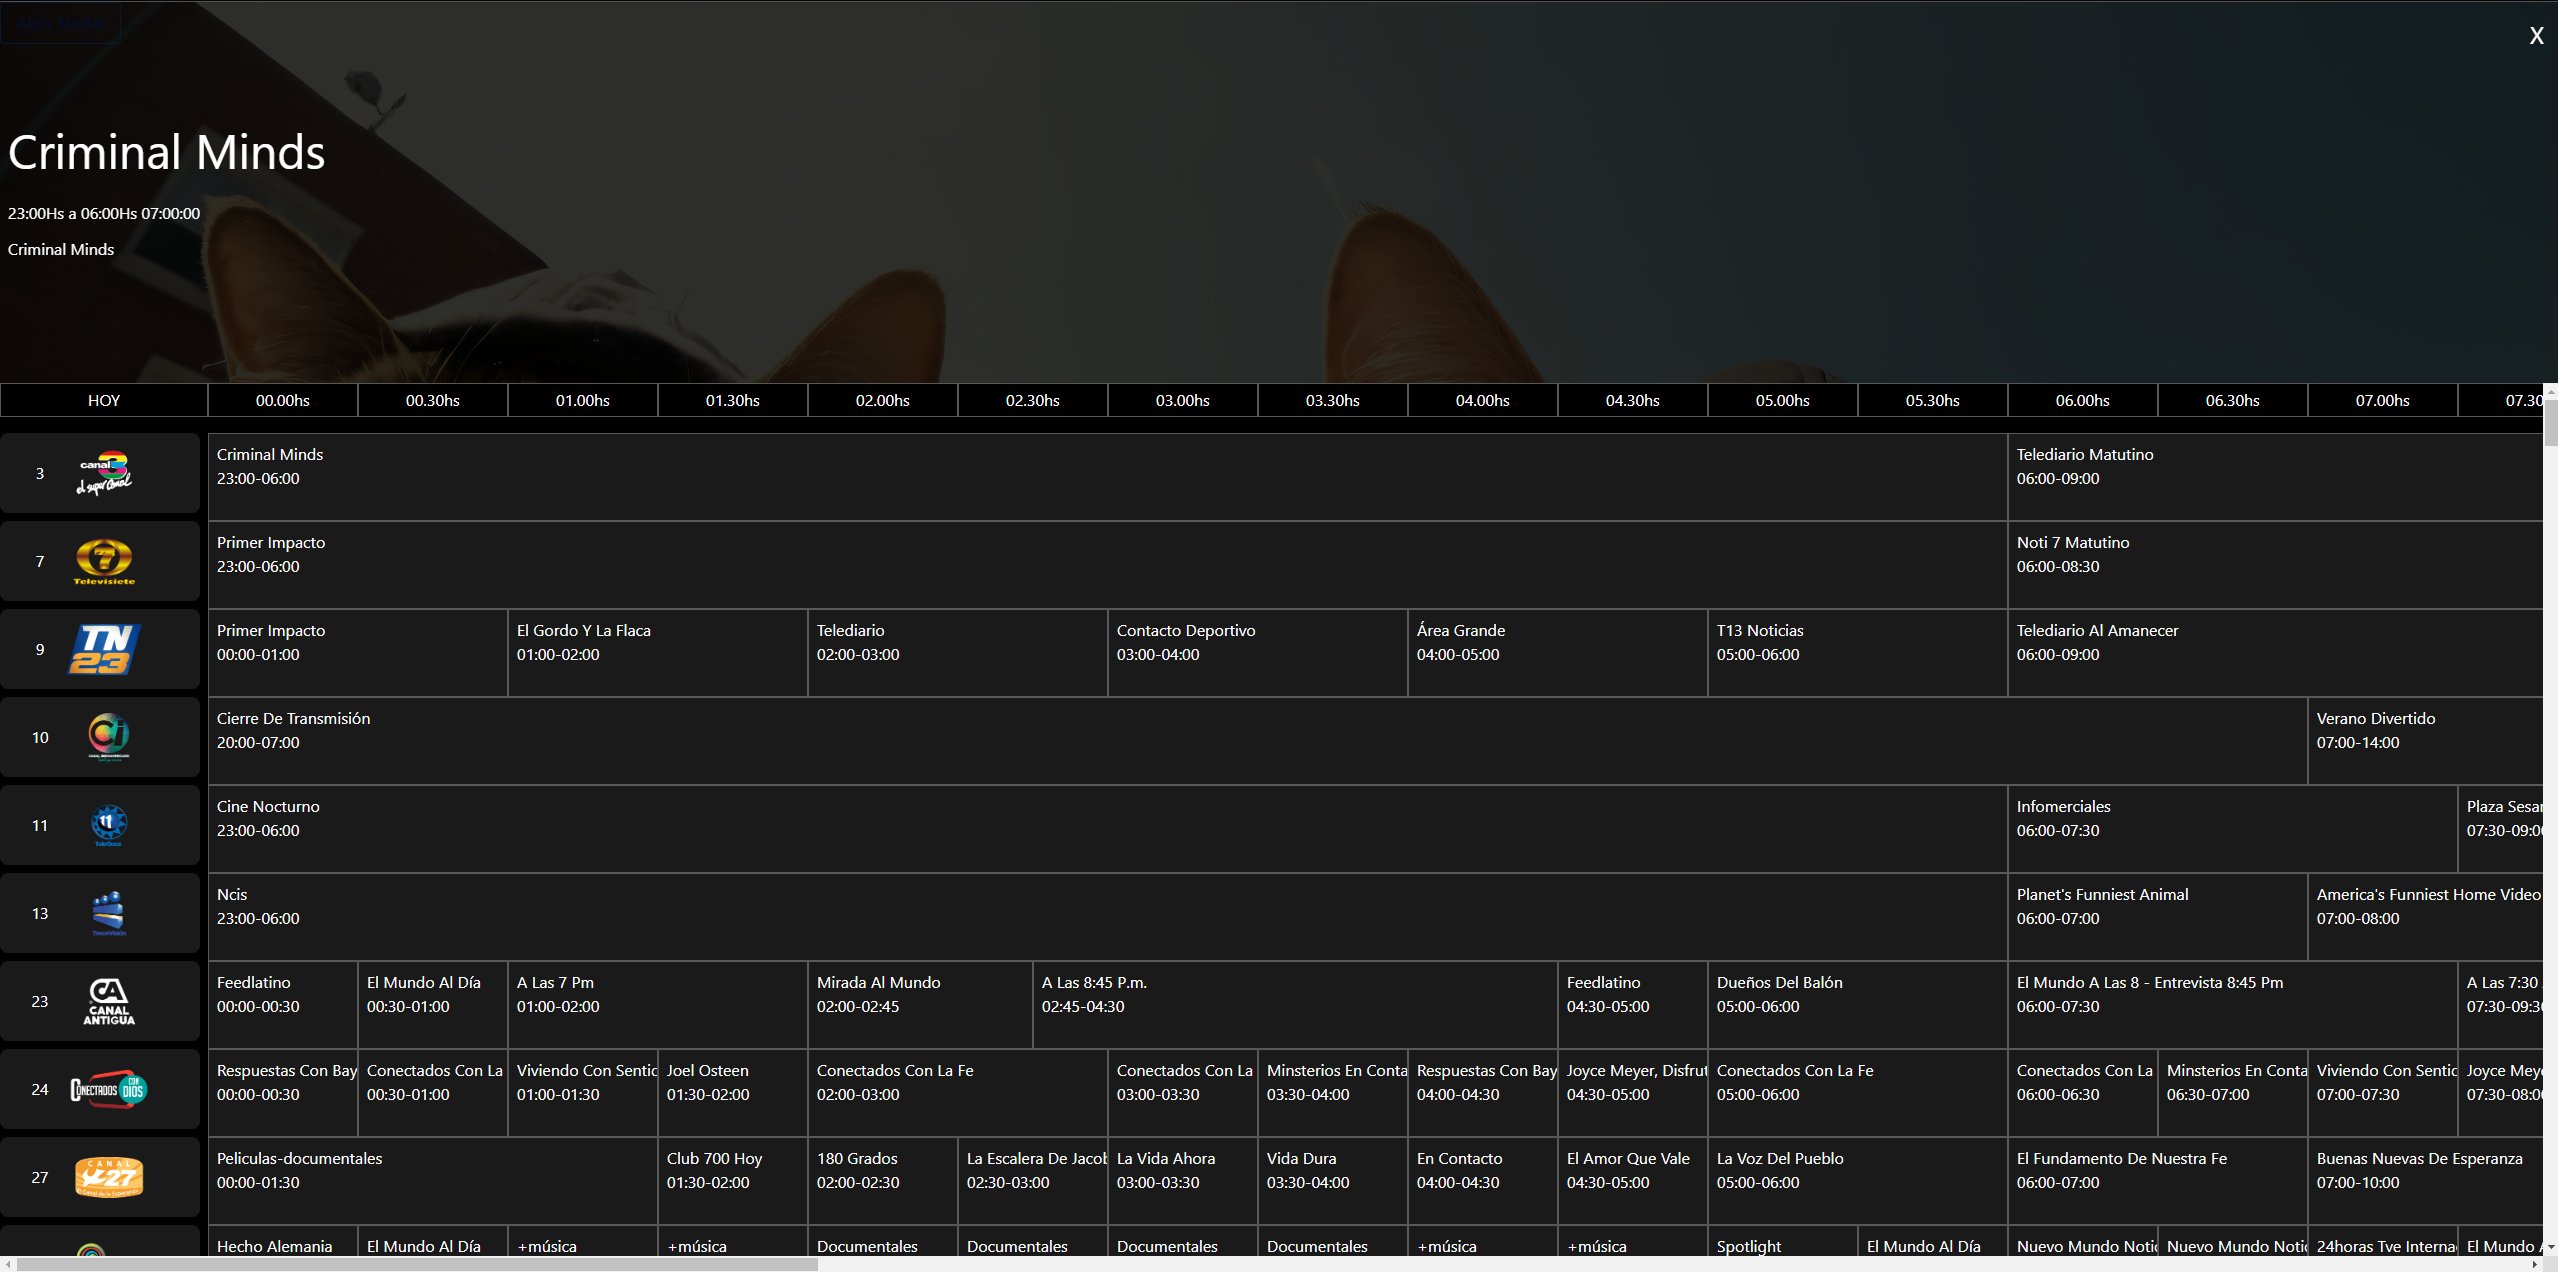 Abrir Modal
X
Criminal Minds
23:00Hs a 06:00Hs 07:00:00
Criminal Minds
HOY 00.00hs 00.30hs 01.00hs 01.30hs 02.00hs 02.30hs 03.00hs 03.30hs 04.00hs 04.30hs 05.00hs 05.30hs 06.00hs 06.30hs 07.00hs 07.30
3 canal 3 el super Canal
Criminal Minds Telediario Matutino
23:00-06:00 06:00-09:00
7 7 Televisiete
Primer Impacto Noti 7 Matutino
23:00-06:00 06:00-08:30
9 TN 23
Primer Impacto El Gordo Y La Flaca Telediario Contacto Deportivo Área Grande T13 Noticias Telediario Al Amanecer
00:00-01:00 01:00-02:00 02:00-03:00 03:00-04:00 04:00-05:00 05:00-06:00 06:00-09:00
10
Cierre De Transmisión Verano Divertido
20:00-07:00 07:00-14:00
11 11
Cine Nocturno Infomerciales Plaza Sesa
23:00-06:00 06:00-07:30 07:30-09:00
13
Ncis Planet's Funniest Animal America's Funniest Home Video
23:00-06:00 06:00-07:00 07:00-08:00
23 CA CANAL ANTIGUA
Feedlatino El Mundo Al Día A Las 7 Pm Mirada Al Mundo A Las 8:45 P.m. Feedlatino Dueños Del Balón El Mundo A Las 8 - Entrevista 8:45 Pm A Las 7:30
00:00-00:30 00:30-01:00 01:00-02:00 02:00-02:45 02:45-04:30 04:30-05:00 05:00-06:00 06:00-07:30 07:30-09:30
24 CONECTADOS CON DIOS
Respuestas Con Bay Conectados Con La Viviendo Con Sentic Joel Osteen Conectados Con La Fe Conectados Con La Minsterios En Conta Respuestas Con Bay Joyce Meyer, Disfrut Conectados Con La Fe Conectados Con La Minsterios En Conta Viviendo Con Sentic Joyce Mey
00:00-00:30 00:30-01:00 01:00-01:30 01:30-02:00 02:00-03:00 03:00-03:30 03:30-04:00 04:00-04:30 04:30-05:00 05:00-06:00 06:00-06:30 06:30-07:00 07:00-07:30 07:30-08:00
27 CANAL 27 El Canal de la Esperanza
Peliculas-documentales Club 700 Hoy 180 Grados La Escalera De Jacob La Vida Ahora Vida Dura En Contacto El Amor Que Vale La Voz Del Pueblo El Fundamento De Nuestra Fe Buenas Nuevas De Esperanza
00:00-01:30 01:30-02:00 02:00-02:30 02:30-03:00 03:00-03:30 03:30-04:00 04:00-04:30 04:30-05:00 05:00-06:00 06:00-07:00 07:00-10:00
Hecho Alemania El Mundo Al Día +música +música Documentales Documentales Documentales Documentales +música +música Spotlight El Mundo Al Día Nuevo Mundo Notic Nuevo Mundo Notic 24horas Tve Interna El Mundo A